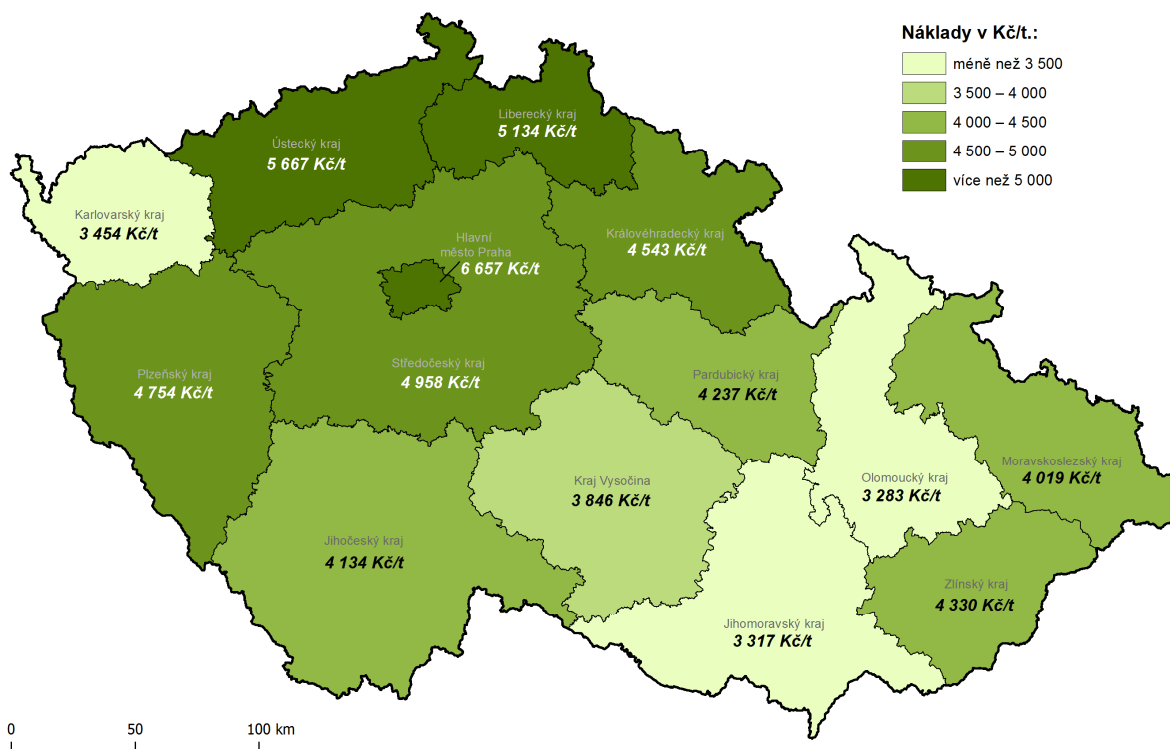 Náklady v Kč/t.:
méně než 3 500
3 500 – 4 000
4 000 – 4 500
4 500 – 5 000
více než 5 000
Liberecký kraj
5 134 Kč/t
Ústecký kraj
5 667 Kč/t
Karlovarský kraj
3 454 Kč/t
Královéhradecký kraj
4 543 Kč/t
Hlavní
město Praha
6 657 Kč/t
Středočeský kraj
4 958 Kč/t
Plzeňský kraj
4 754 Kč/t
Pardubický kraj
4 237 Kč/t
Moravskoslezský kraj
4 019 Kč/t
Olomoucký kraj
3 283 Kč/t
Kraj Vysočina
3 846 Kč/t
Jihočeský kraj
4 134 Kč/t
Zlínský kraj
4 330 Kč/t
Jihomoravský kraj
3 317 Kč/t
0 50 100 km